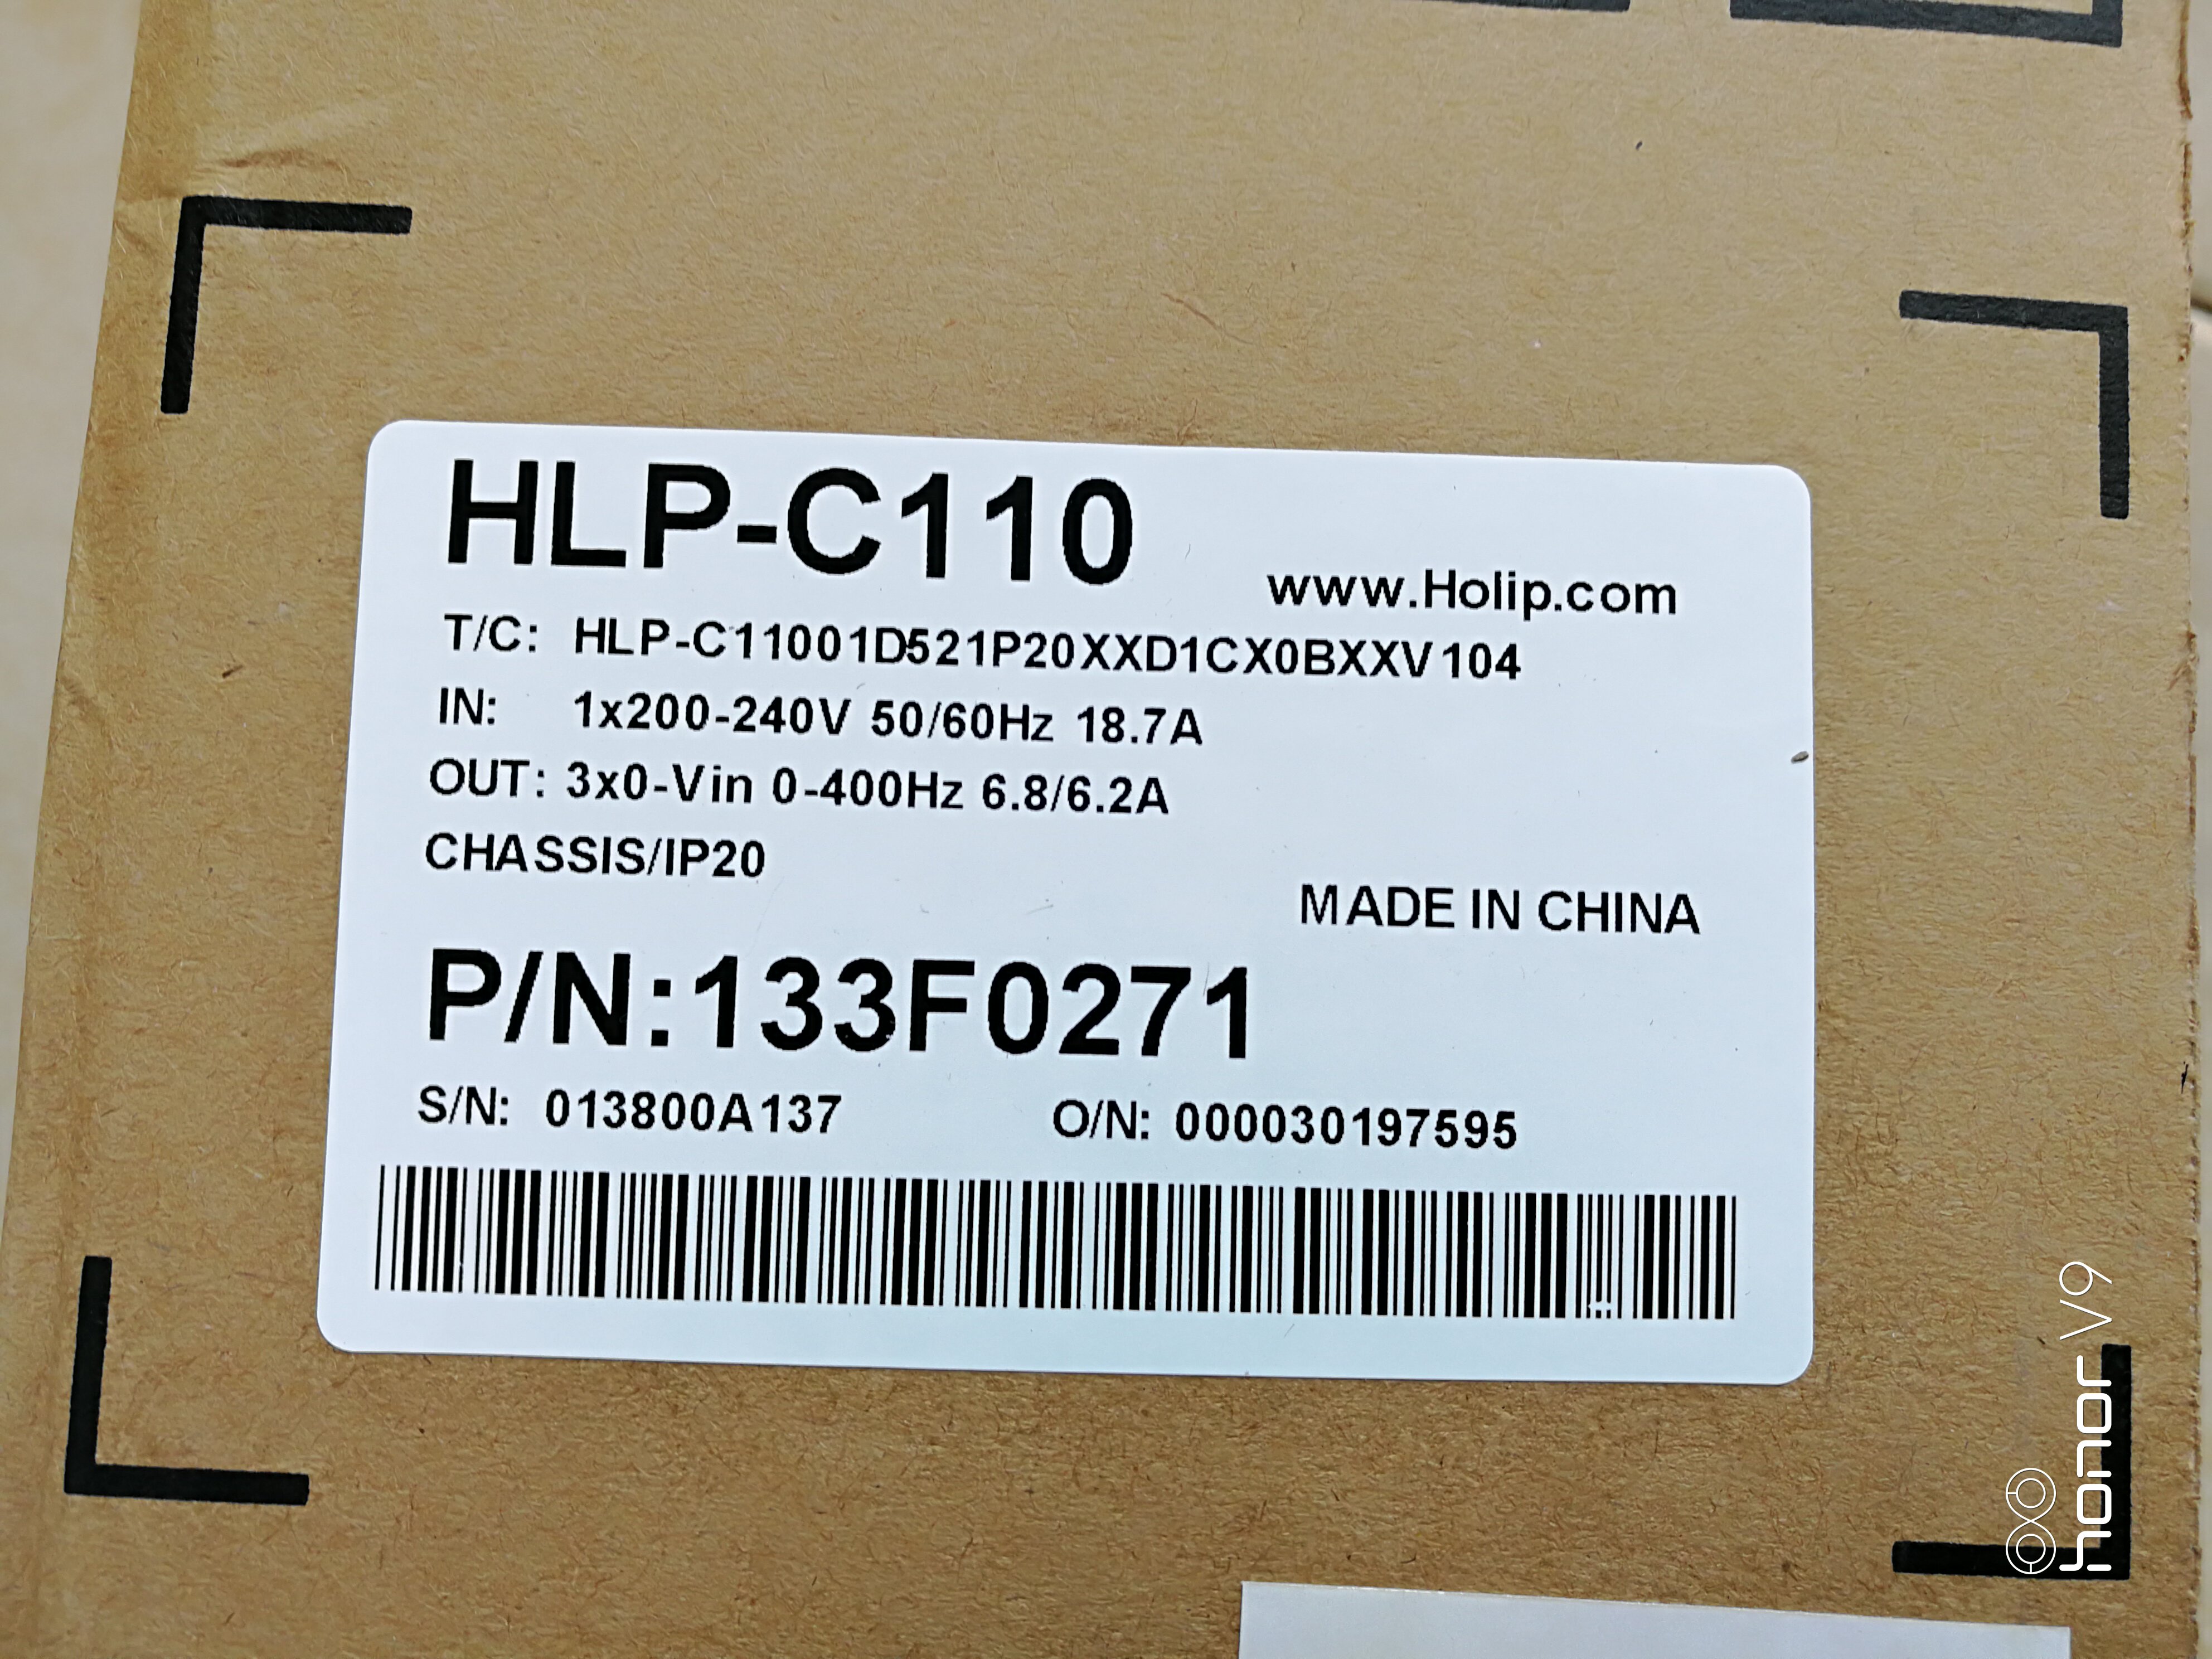 HLP-C110
www.Holip.com
T/C: HLP-C11001D521P20XXD1CX0BXXV104
IN: 1x200-240V 50/60Hz 18.7A
OUT: 3x0-Vin 0-400Hz 6.8/6.2A
CHASSIS/IP20
MADE IN CHINA
P/N:133F0271
S/N: 013800A137 O/N: 000030197595
honor V9